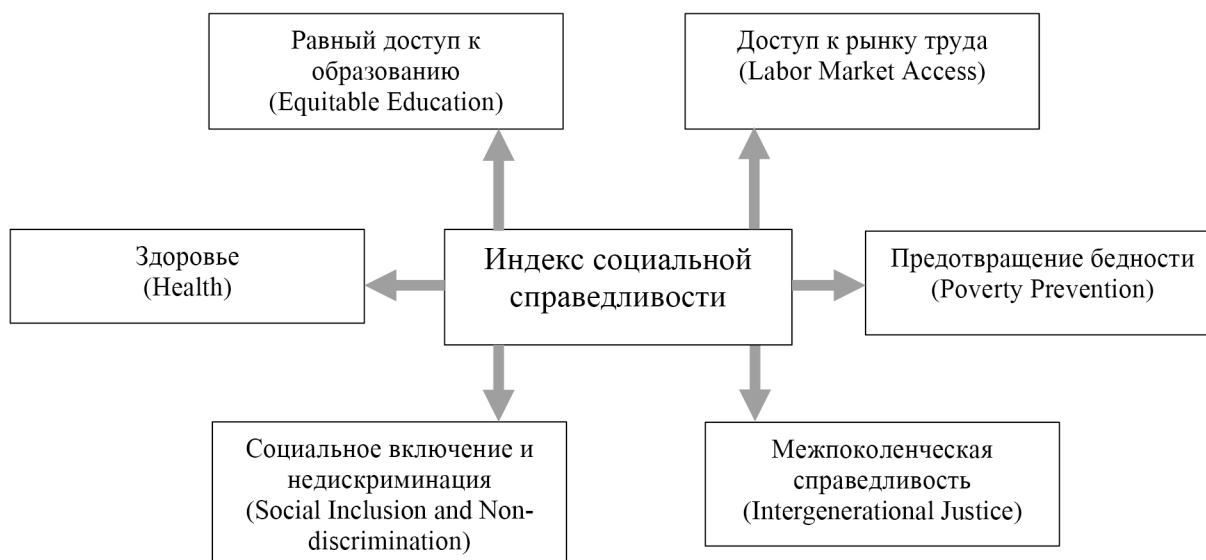 Равный доступ к
образованию
(Equitable Education)
Доступ к рынку труда
(Labor Market Access)
Здоровье
(Health)
Индекс социальной
справедливости
Предотвращение бедности
(Poverty Prevention)
Социальное включение и
недискриминация
(Social Inclusion and Non-
discrimination)
Межпоколенческая
справедливость
(Intergenerational Justice)